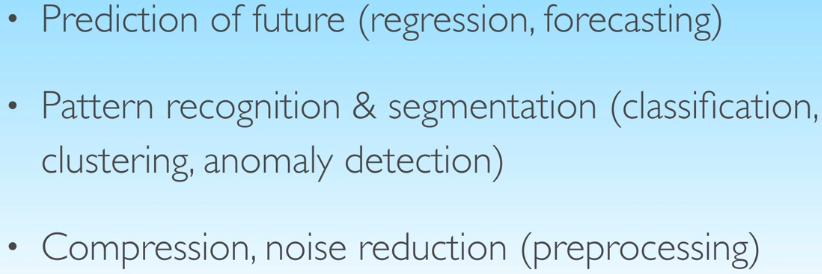 • Prediction of future (regression, forecasting)
• Pattern recognition & segmentation (classification,
clustering, anomaly detection)
• Compression, noise reduction (preprocessing)